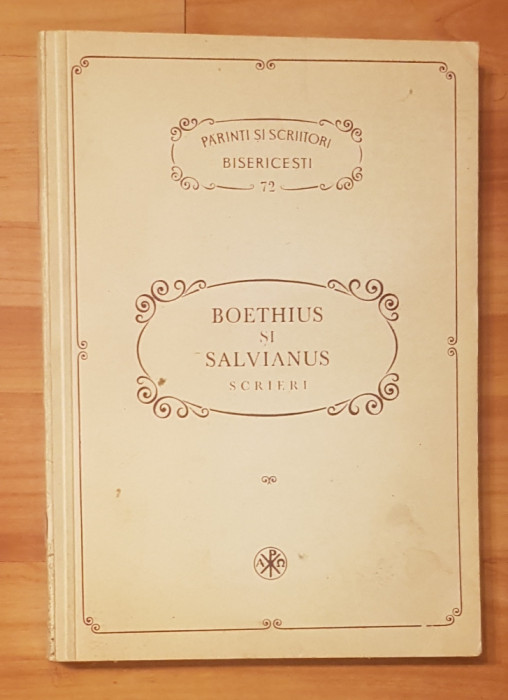 PĂRINȚI ȘI SCRIITORI
BISERICEȘTI
72
BOETHIUS
ȘI
SALVIANUS
SCRIERI
A P C